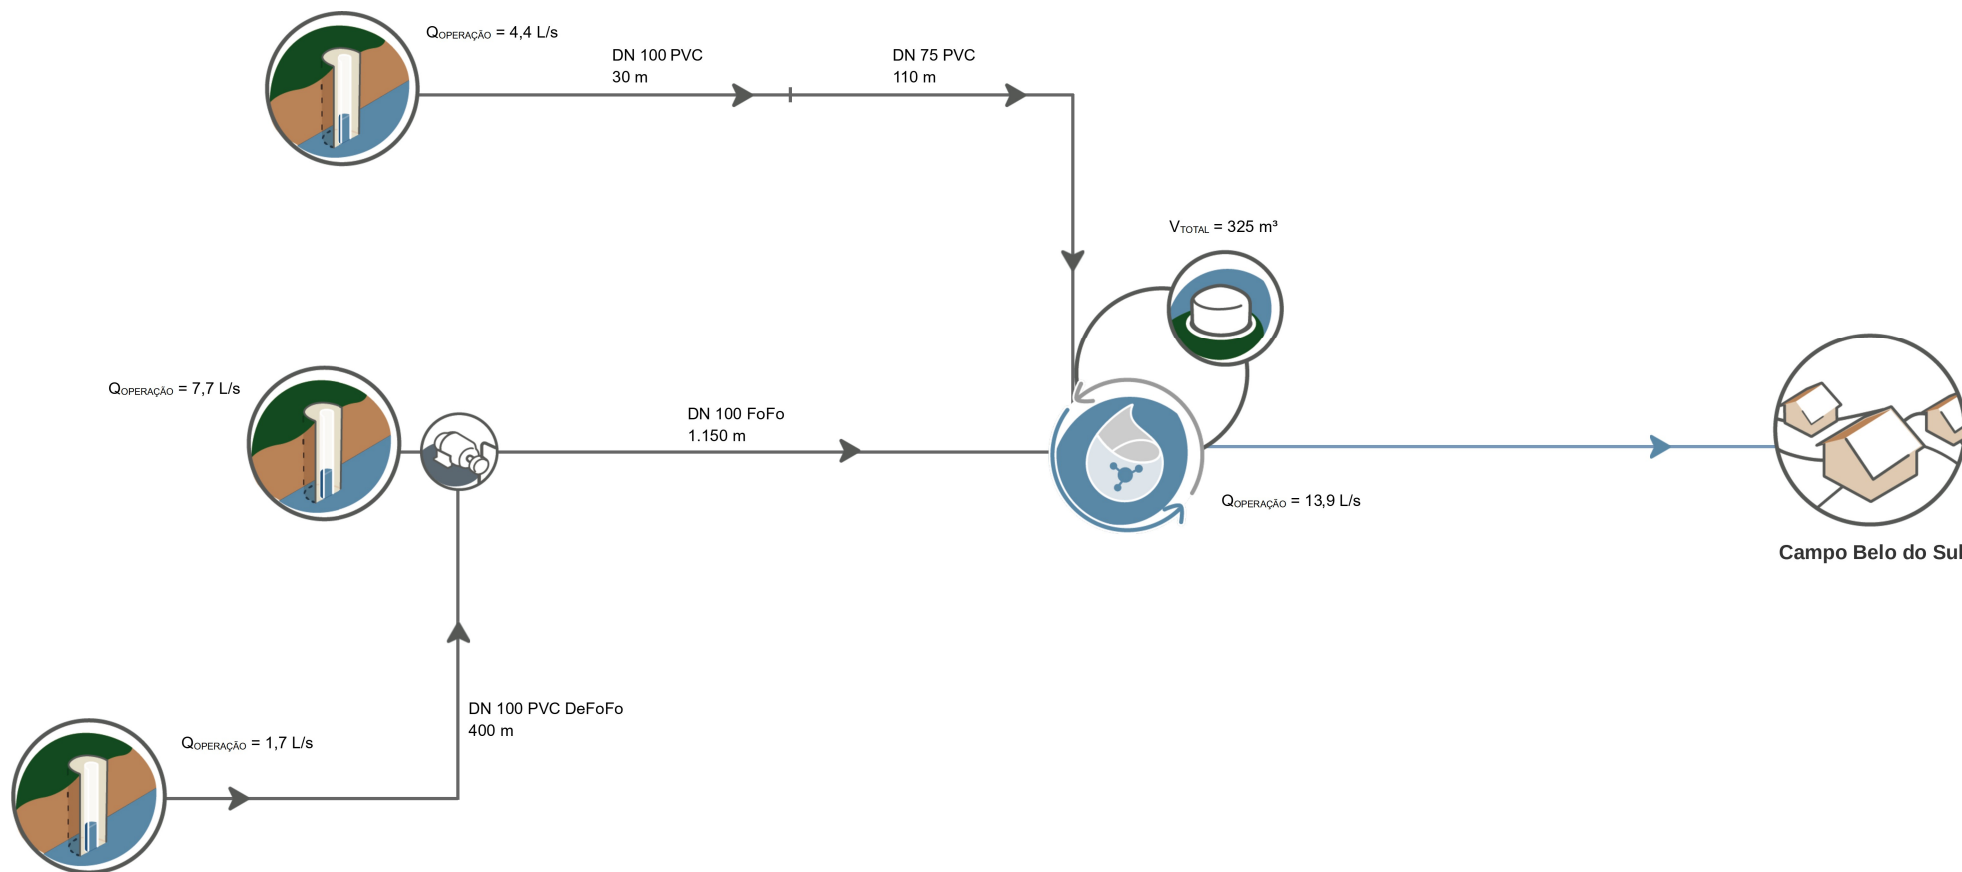 QOPERAÇÃO = 4,4 L/s
DN 100 PVC
30 m
DN 75 PVC
110 m
VTOTAL = 325 m³
QOPERAÇÃO = 7,7 L/s
DN 100 FoFo
1.150 m
QOPERAÇÃO = 13,9 L/s
Campo Belo do Sul
DN 100 PVC DeFoFo
400 m
QOPERAÇÃO = 1,7 L/s